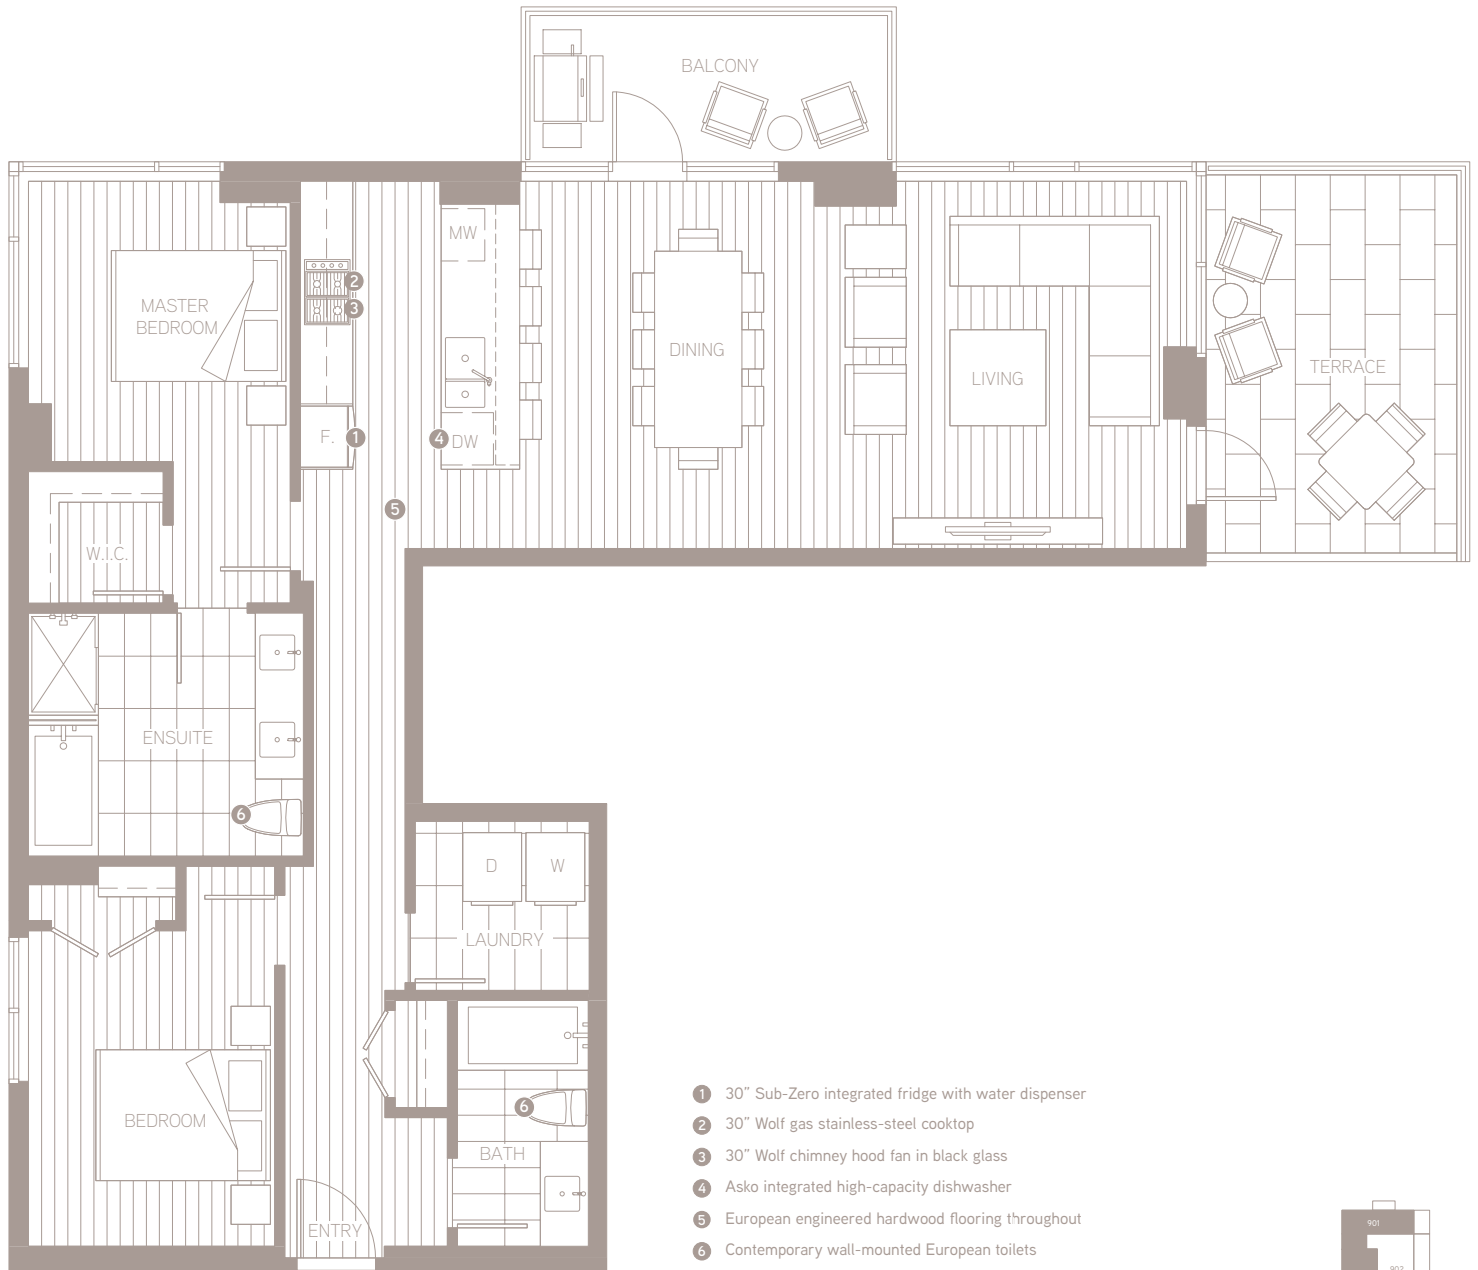 BALCONY
MW
2
MASTER
BEDROOM
3
DINING
TERRACE
LIVING
F.
1
4
DW
5
W.I.C.
ENSUITE
6
D
W
LAUNDRY
BEDROOM
6
BATH
ENTRY
1 30" Sub-Zero integrated fridge with water dispenser
2 30" Wolf gas stainless-steel cooktop
3 30" Wolf chimney hood fan in black glass
4 Asko integrated high-capacity dishwasher
5 European engineered hardwood flooring throughout
6 Contemporary wall-mounted European toilets
901
902